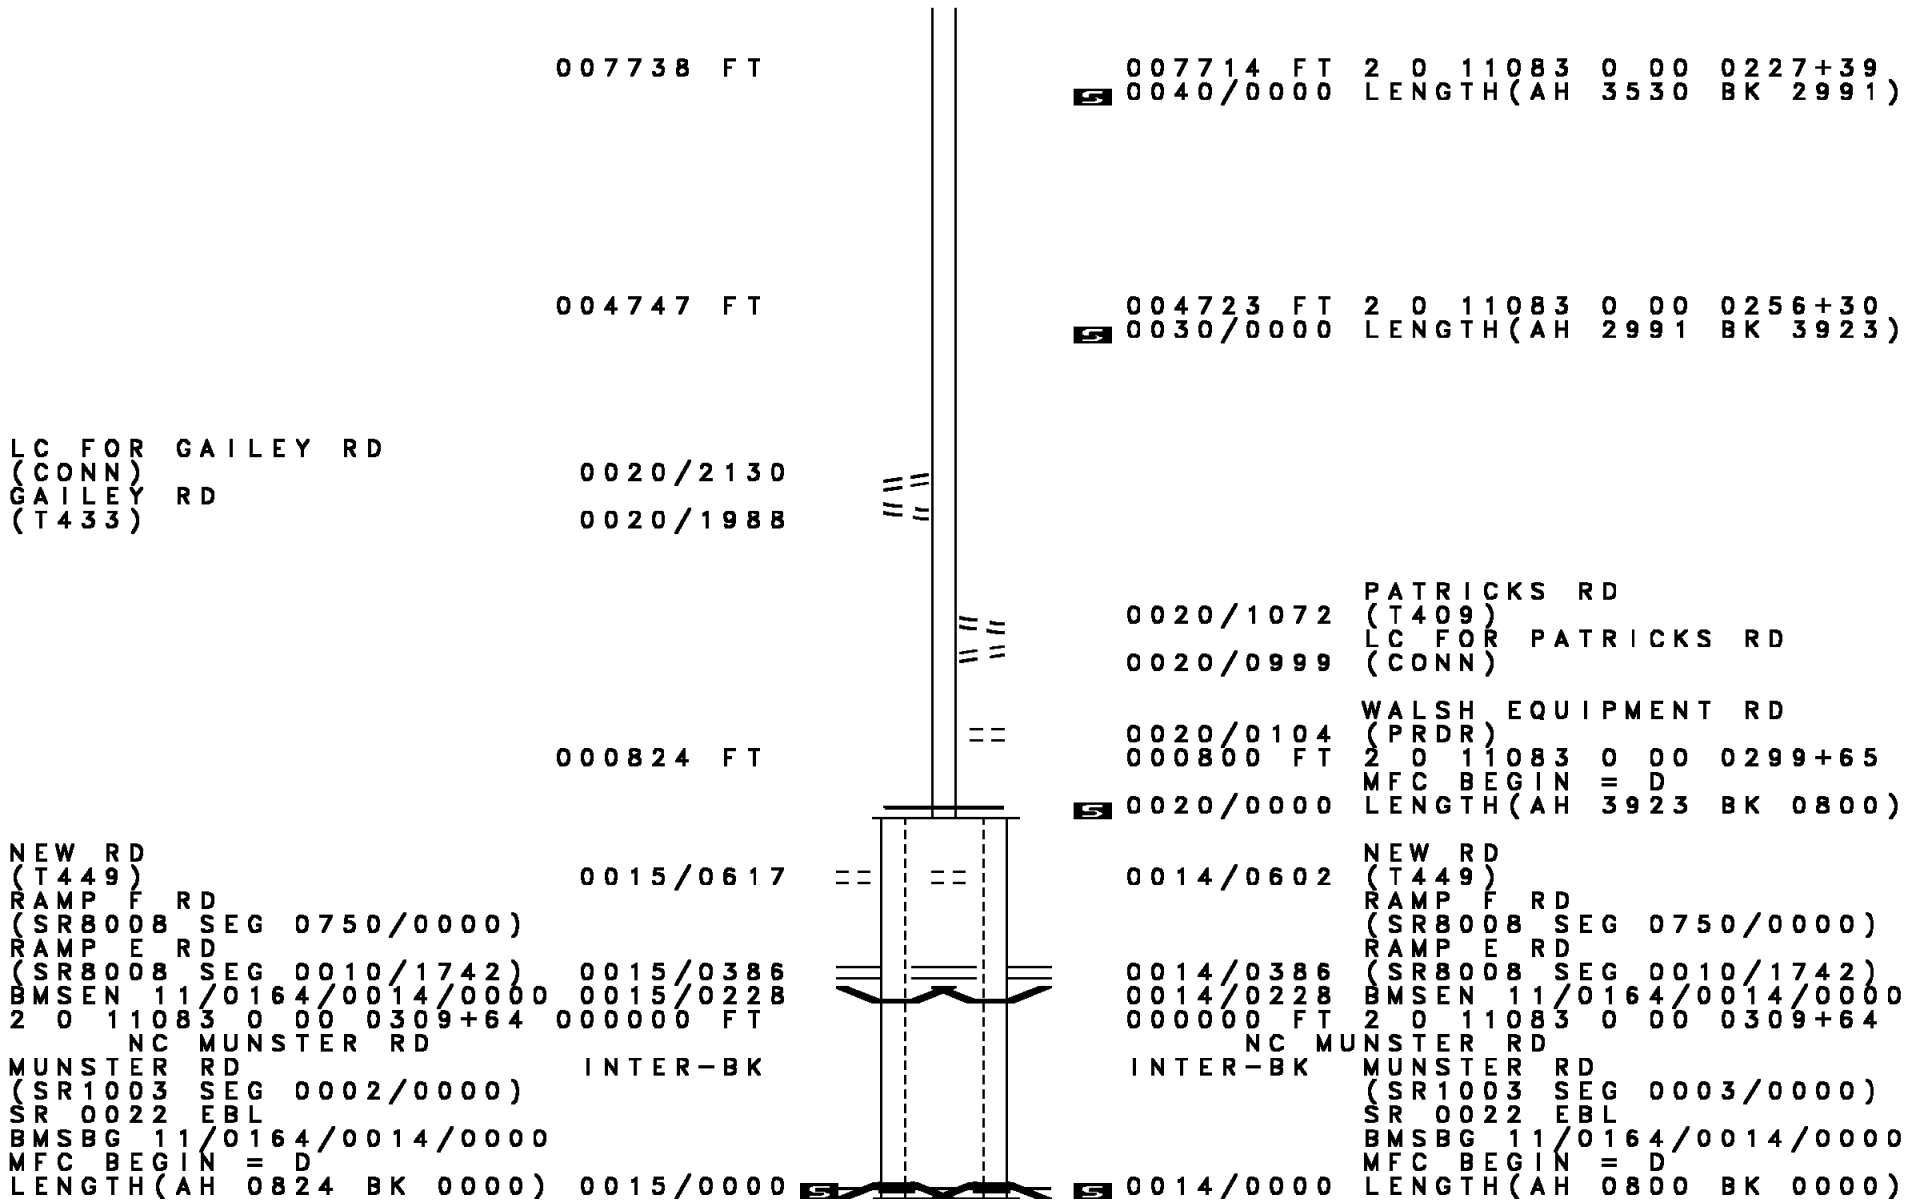 007738 FT 007714 FT 2 0 11083 0 00 0227+39
S 0040/0000 LENGTH(AH 3530 BK 2991)
004747 FT 004723 FT 2 0 11083 0 00 0256+30
S 0030/0000 LENGTH(AH 2991 BK 3923)
LC FOR GAILEY RD
(CONN) 0020/2130
GAILEY RD
(T433) 0020/1988
PATRICKS RD
0020/1072 (T409)
LC FOR PATRICKS RD
0020/0999 (CONN)
WALSH EQUIPMENT RD
0020/0104 (PRDR)
000824 FT 000800 FT 2 0 11083 0 00 0299+65
MFC BEGIN = D
S 0020/0000 LENGTH(AH 3923 BK 0800)
NEW RD NEW RD
(T449) 0015/0617 0014/0602 (T449)
RAMP F RD RAMP F RD
(SR8008 SEG 0750/0000) (SR8008 SEG 0750/0000)
RAMP E RD RAMP E RD
(SR8008 SEG 0010/1742) 0015/0386 0014/0386 (SR8008 SEG 0010/1742)
BMSEN 11/0164/0014/0000 0015/0228 0014/0228 BMSEN 11/0164/0014/0000
2 0 11083 0 00 0309+64 000000 FT 000000 FT 2 0 11083 0 00 0309+64
NC MUNSTER RD NC MUNSTER RD
MUNSTER RD INTER-BK INTER-BK MUNSTER RD
(SR1003 SEG 0002/0000) (SR1003 SEG 0003/0000)
SR 0022 EBL SR 0022 EBL
BMSBG 11/0164/0014/0000 BMSBG 11/0164/0014/0000
MFC BEGIN = D MFC BEGIN = D
LENGTH(AH 0824 BK 0000) 0015/0000 S S 0014/0000 LENGTH(AH 0800 BK 0000)